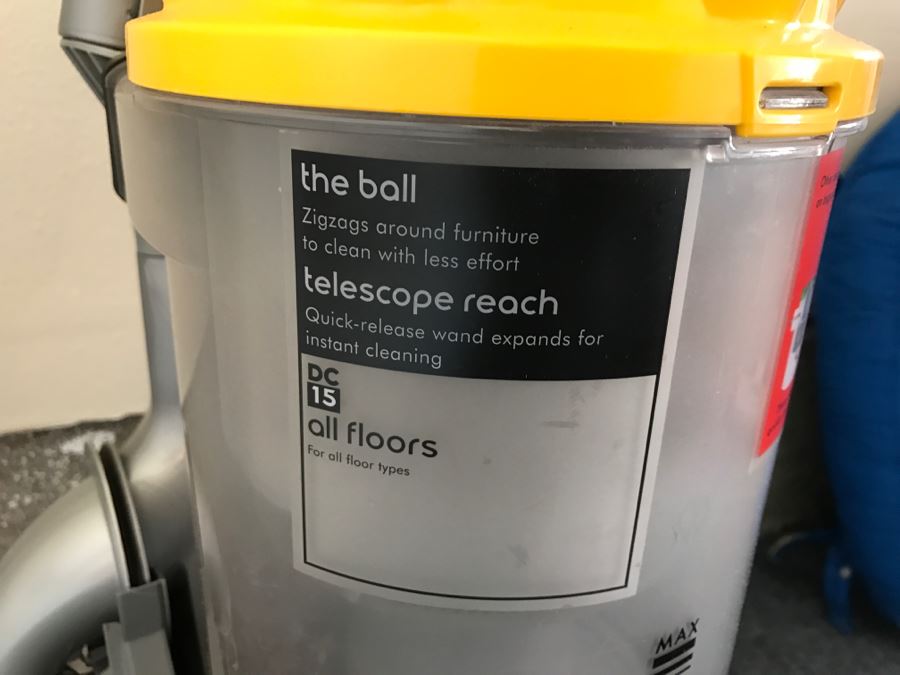 the ball
Zigzags around furniture
to clean with less effort
telescope reach
Quick-release wand expands for
instant cleaning
DC
15
all floors
For all floor types
MAX